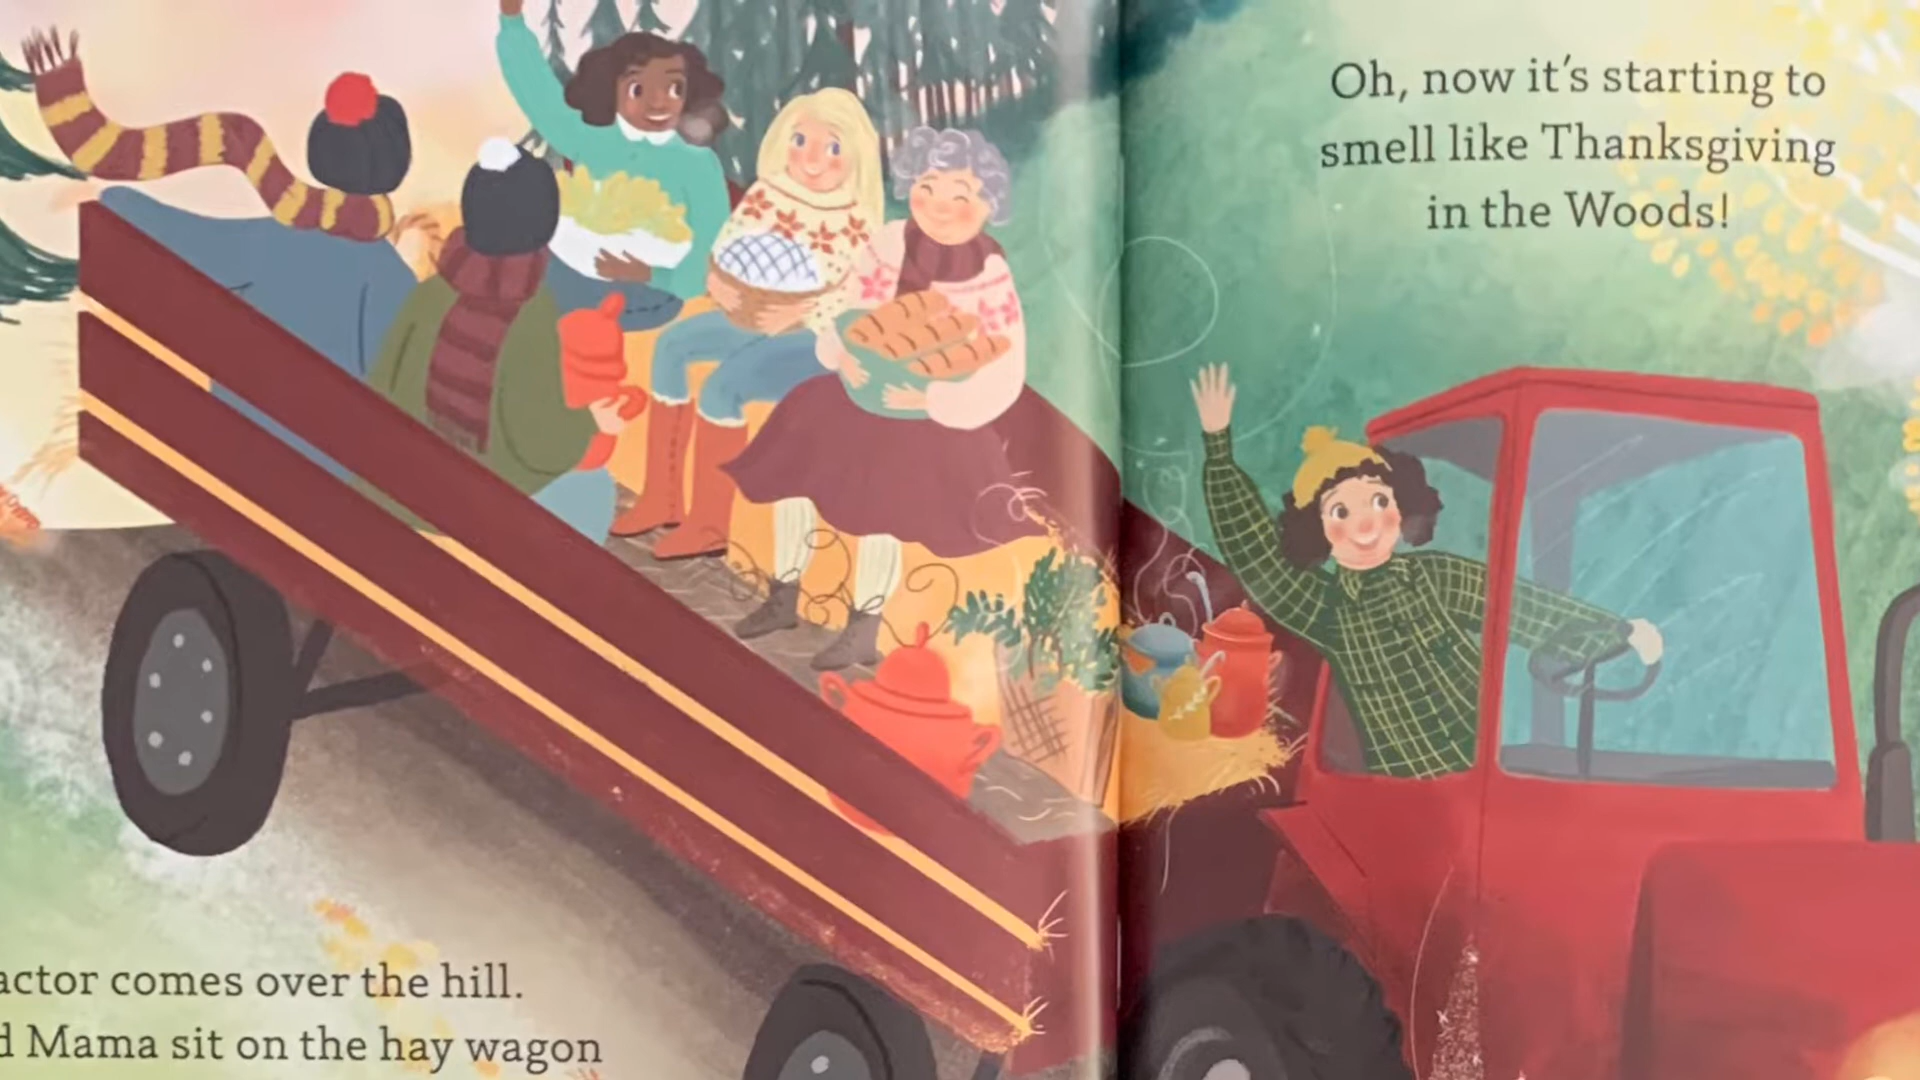 actor comes over the hill.
d Mama sit on the hay wagon
Oh, now it's starting to
smell like Thanksgiving
in the Woods!